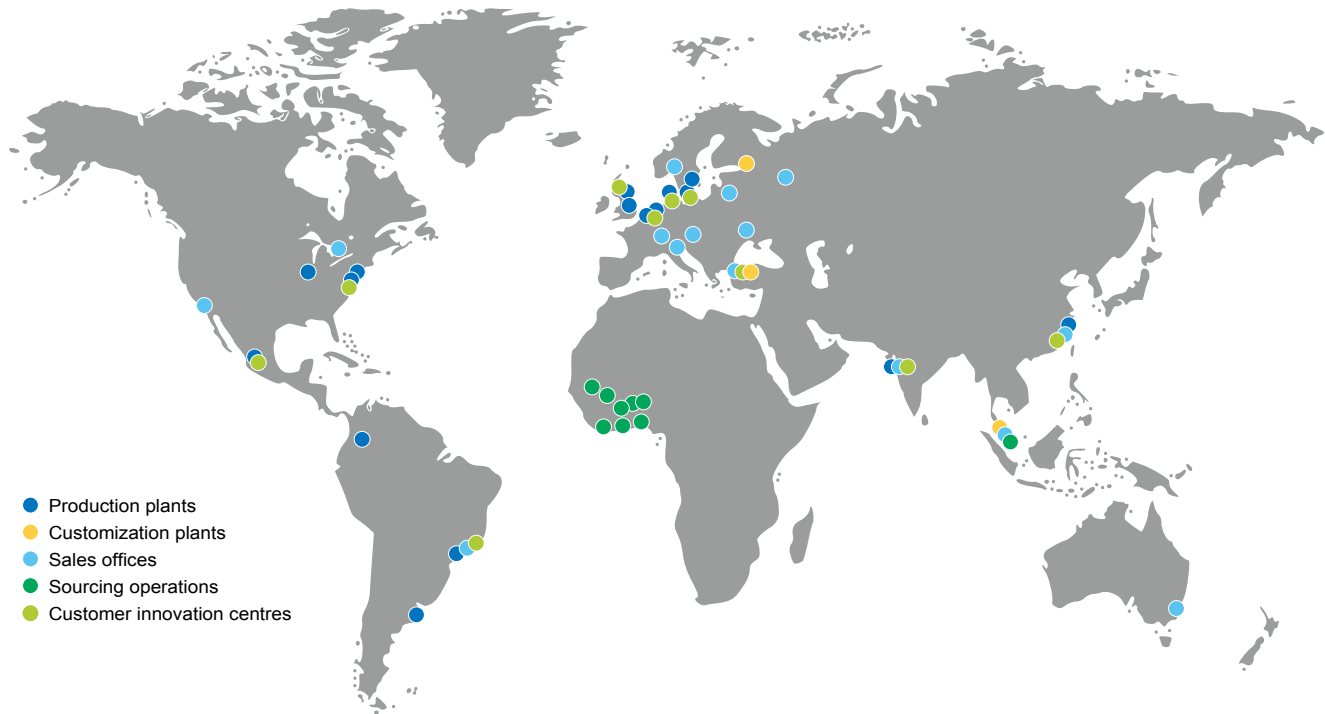 Production plants
Customization plants
Sales offices
Sourcing operations
Customer innovation centres